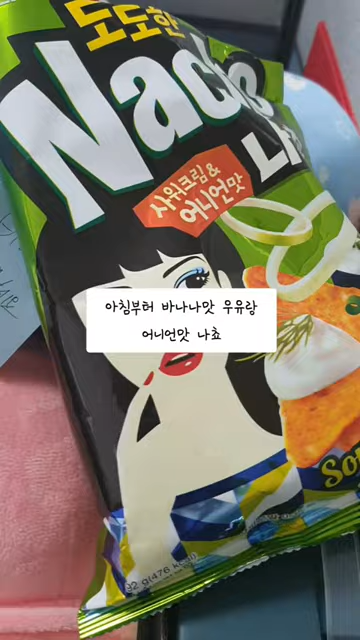 도도한
Nacho
나
사워크림&
어니언맛
아침부터 바나나맛 우유랑
어니언맛 나쵸
Sou